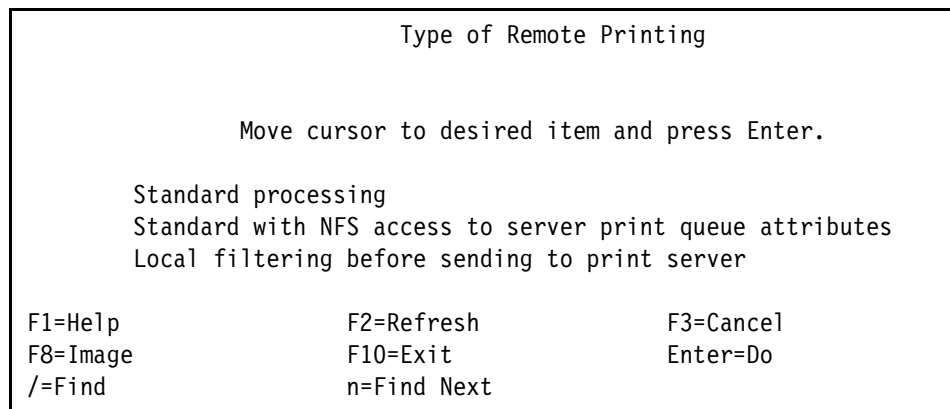 Type of Remote Printing
Move cursor to desired item and press Enter.
Standard processing
Standard with NFS access to server print queue attributes
Local filtering before sending to print server
F1=Help F2=Refresh F3=Cancel
F8=Image F10=Exit Enter=Do
/=Find n=Find Next